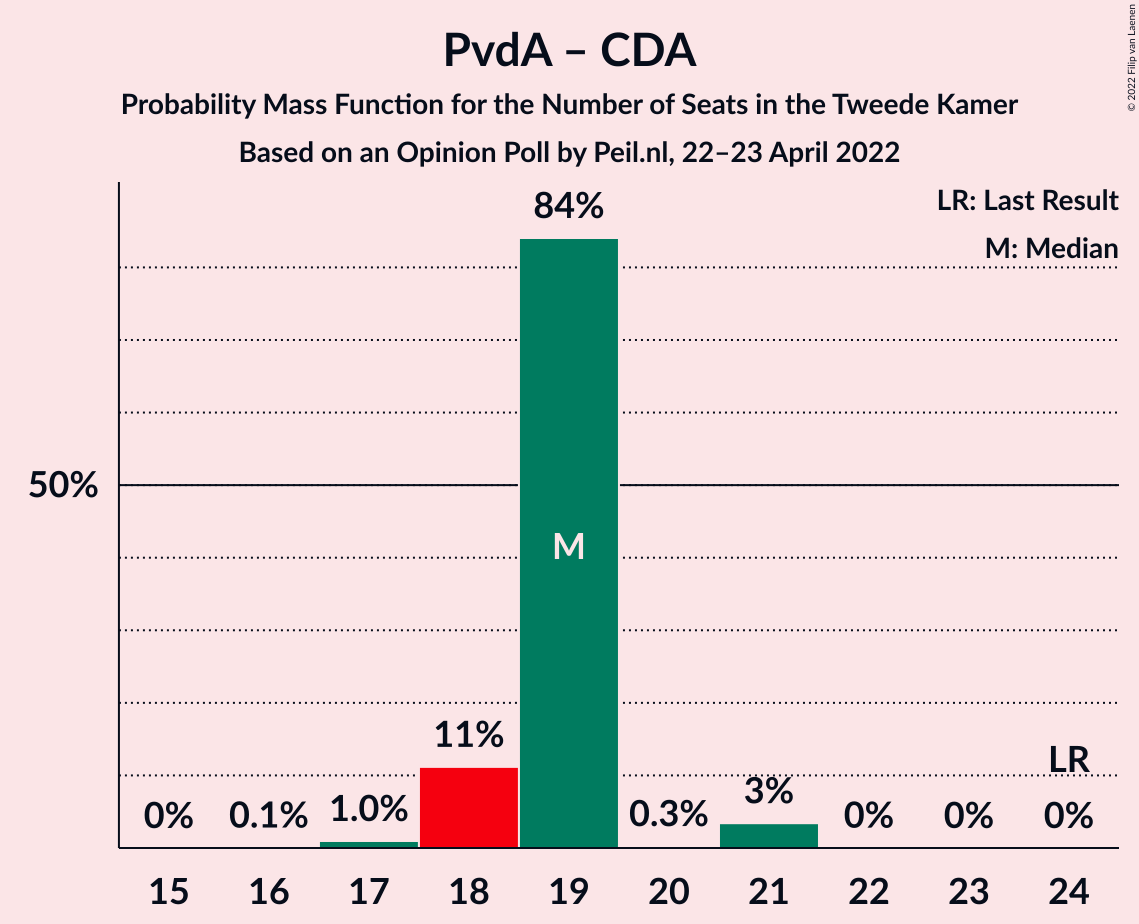 PvdA – CDA
Probability Mass Function for the Number of Seats in the Tweede Kamer
Based on an Opinion Poll by Peil.nl, 22–23 April 2022
© 2022 Filip van Laenen
LR: Last Result
M: Median
84%
50%
M
11%
LR
0% 0.1% 1.0% 0.3% 3% 0% 0% 0%
15 16 17 18 19 20 21 22 23 24